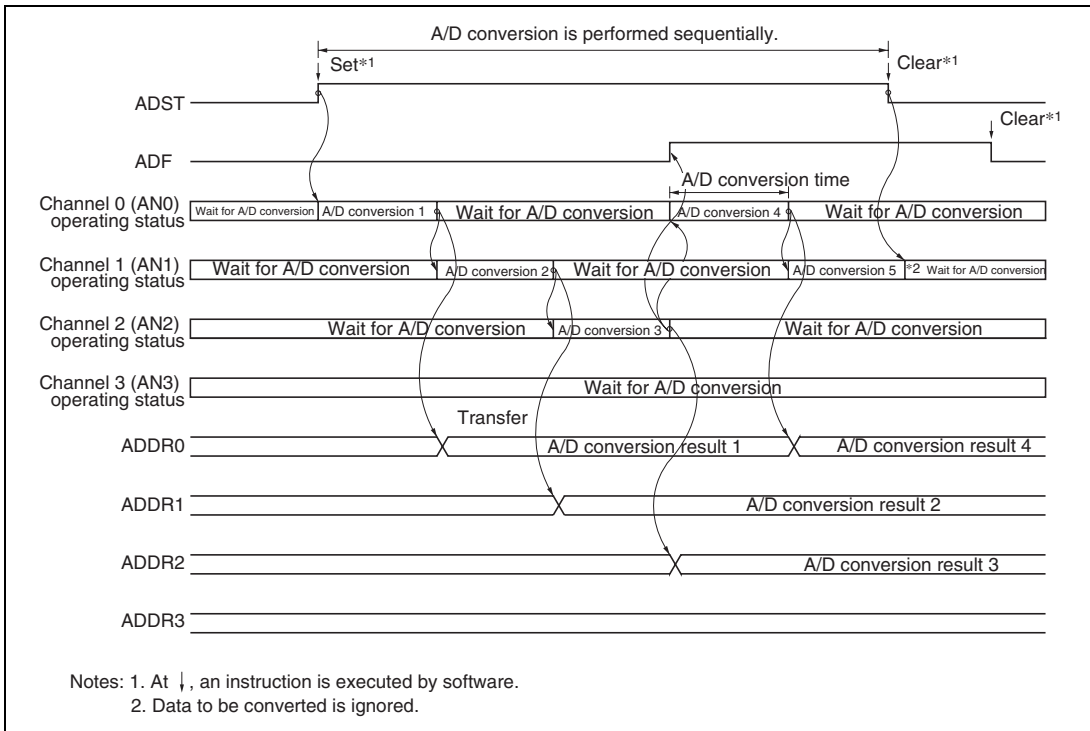 A/D conversion is performed sequentially.
Set*1
Clear*1
ADST
Clear*1
ADF
A/D conversion time
Channel 0 (AN0)
operating status
Wait for A/D conversion A/D conversion 1 Wait for A/D conversion A/D conversion 4 Wait for A/D conversion
Channel 1 (AN1)
operating status
Wait for A/D conversion A/D conversion 2 Wait for A/D conversion A/D conversion 5 *2 Wait for A/D conversion
Channel 2 (AN2)
operating status
Wait for A/D conversion A/D conversion 3 Wait for A/D conversion
Channel 3 (AN3)
operating status
Wait for A/D conversion
Transfer
ADDR0 A/D conversion result 1 A/D conversion result 4
ADDR1 A/D conversion result 2
ADDR2 A/D conversion result 3
ADDR3
Notes: 1. At ↓, an instruction is executed by software.
2. Data to be converted is ignored.